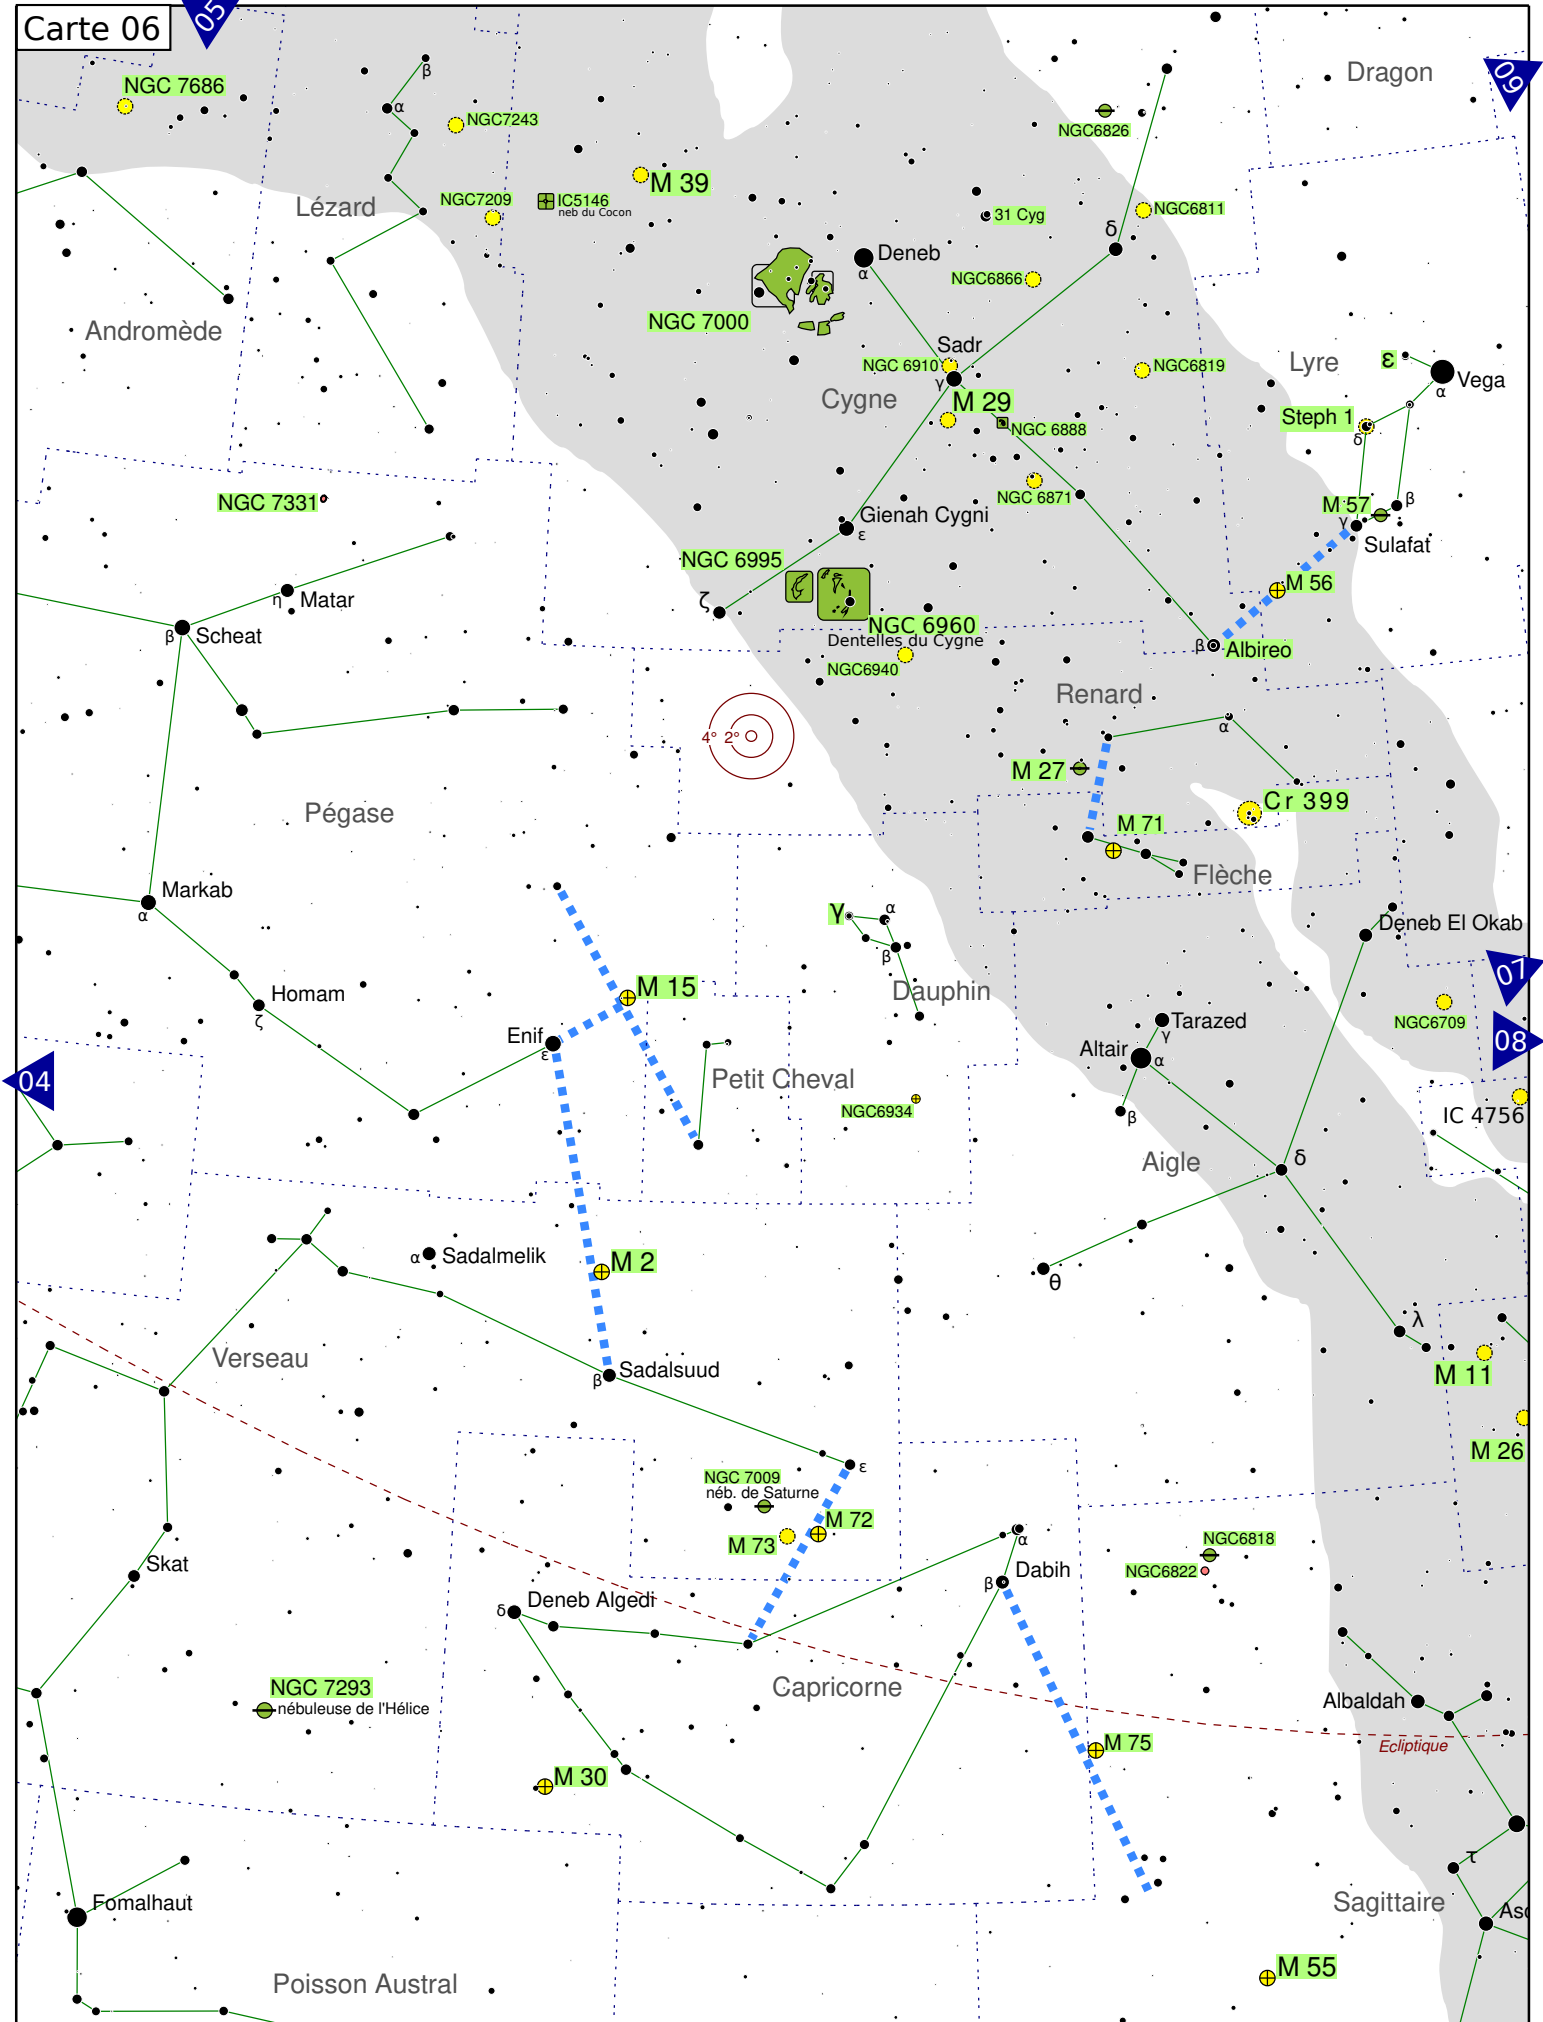 Carte 06
05
09
Dragon
NGC 7686
β
α
NGC7243
NGC6826
M 39
Lézard
NGC7209
IC5146
neb du Cocon
31 Cyg
NGC6811
δ
Deneb
α
NGC6866
NGC 7000
Andromède
Sadr
NGC 6910
γ
NGC6819
Lyre
ε
Vega
α
Cygne
M 29
NGC 6888
Steph 1
δ
NGC 7331
NGC 6871
M 57
β
γ
Sulafat
Gienah Cygni
ε
NGC 6995
M 56
η
Matar
ζ
β
Scheat
NGC 6960
Dentelles du Cygne
NGC6940
β
Albireo
Renard
α
4° 2°
M 27
Cr 399
Pégase
M 71
Flèche
Markab
α
γ
α
β
Deneb El Okab
Dauphin
07
M 15
Homam
ζ
Tarazed
γ
NGC6709
Enif
ε
Altair
α
08
04
Petit Cheval
NGC6934
β
IC 4756
Aigle
δ
α
Sadalmelik
M 2
θ
λ
Verseau
Sadalsuud
β
M 11
M 26
ε
NGC 7009
néb. de Saturne
M 72
M 73
α
NGC6818
NGC6822
Skat
Dabih
β
δ
Deneb Algedi
NGC 7293
nébuleuse de l'Hélice
Capricorne
Albaldah
Ecliptique
M 75
M 30
τ
Fomalhaut
Sagittaire
Asc
M 55
Poisson Austral